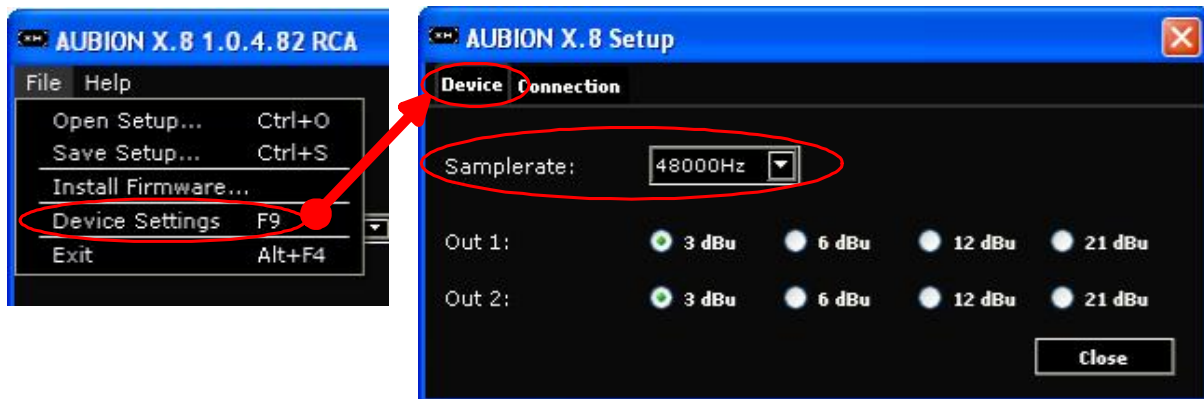 AUBION X.8 1.0.4.82 RCA
File Help
Open Setup... Ctrl+O
Save Setup... Ctrl+S
Install Firmware...
Device Settings F9
Exit Alt+F4
AUBION X.8 Setup
Device Connection
Samplerate: 48000Hz
Out 1: 3 dBu 6 dBu 12 dBu 21 dBu
Out 2: 3 dBu 6 dBu 12 dBu 21 dBu
Close